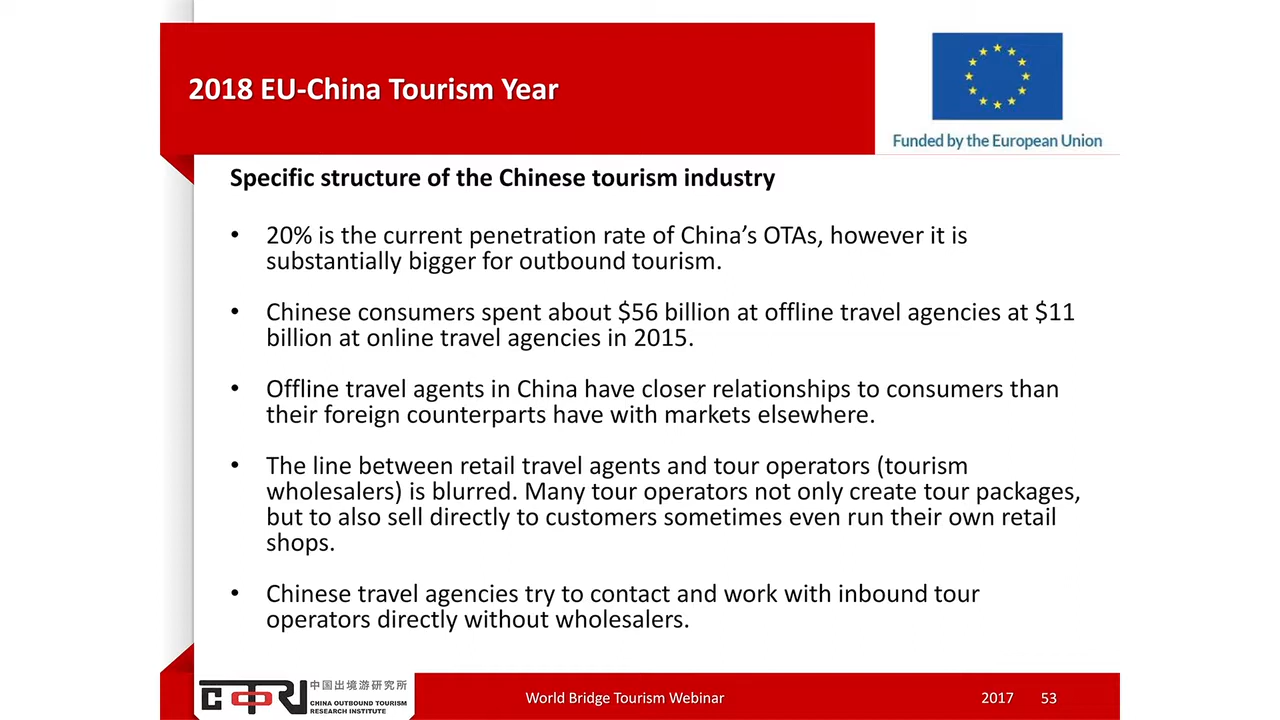 2018 EU-China Tourism Year
Funded by the European Union
Specific structure of the Chinese tourism industry
• 20% is the current penetration rate of China’s OTAs, however it is
substantially bigger for outbound tourism.
• Chinese consumers spent about $56 billion at offline travel agencies at $11
billion at online travel agencies in 2015.
• Offline travel agents in China have closer relationships to consumers than
their foreign counterparts have with markets elsewhere.
• The line between retail travel agents and tour operators (tourism
wholesalers) is blurred. Many tour operators not only create tour packages,
but to also sell directly to customers sometimes even run their own retail
shops.
• Chinese travel agencies try to contact and work with inbound tour
operators directly without wholesalers.
COTRI
中国出境游研究所
CHINA OUTBOUND TOURISM
RESEARCH INSTITUTE
World Bridge Tourism Webinar
2017 53